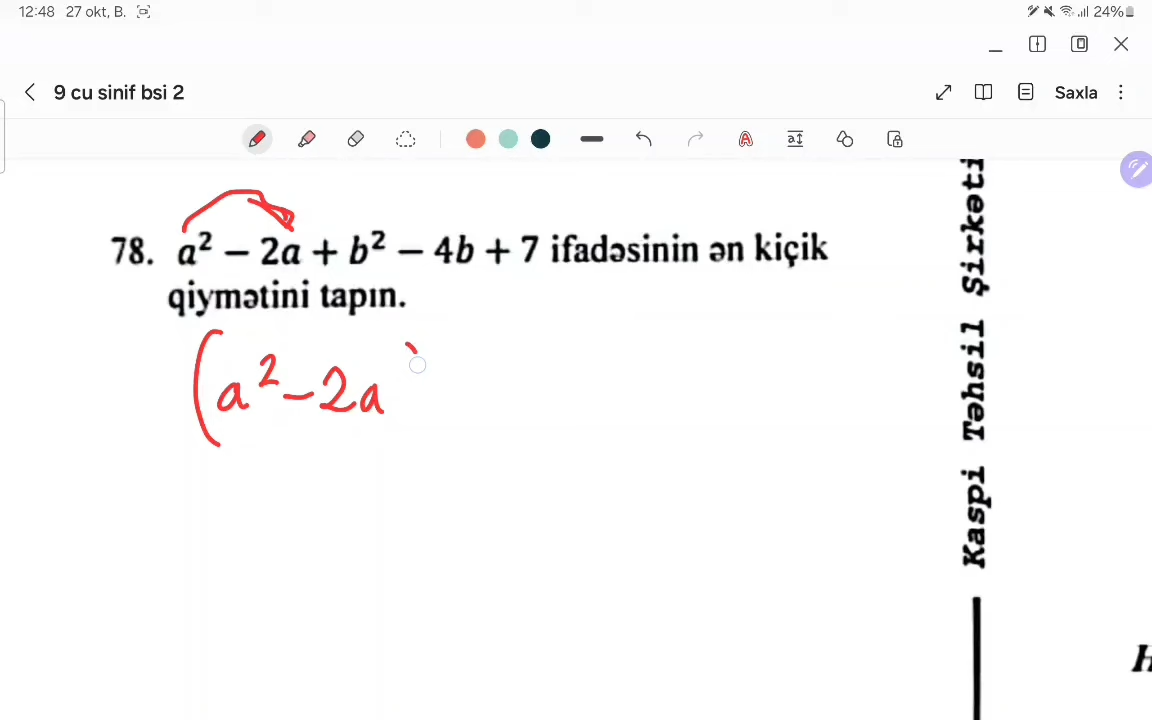 12:48 27 okt, B. 24%
9 cu sinif bsi 2 Saxla
78. a² – 2a + b² – 4b + 7 ifadəsinin ən kiçik
qiymətini tapın.
(a² – 2a
Kaspi Təhsil Şirkəti
H